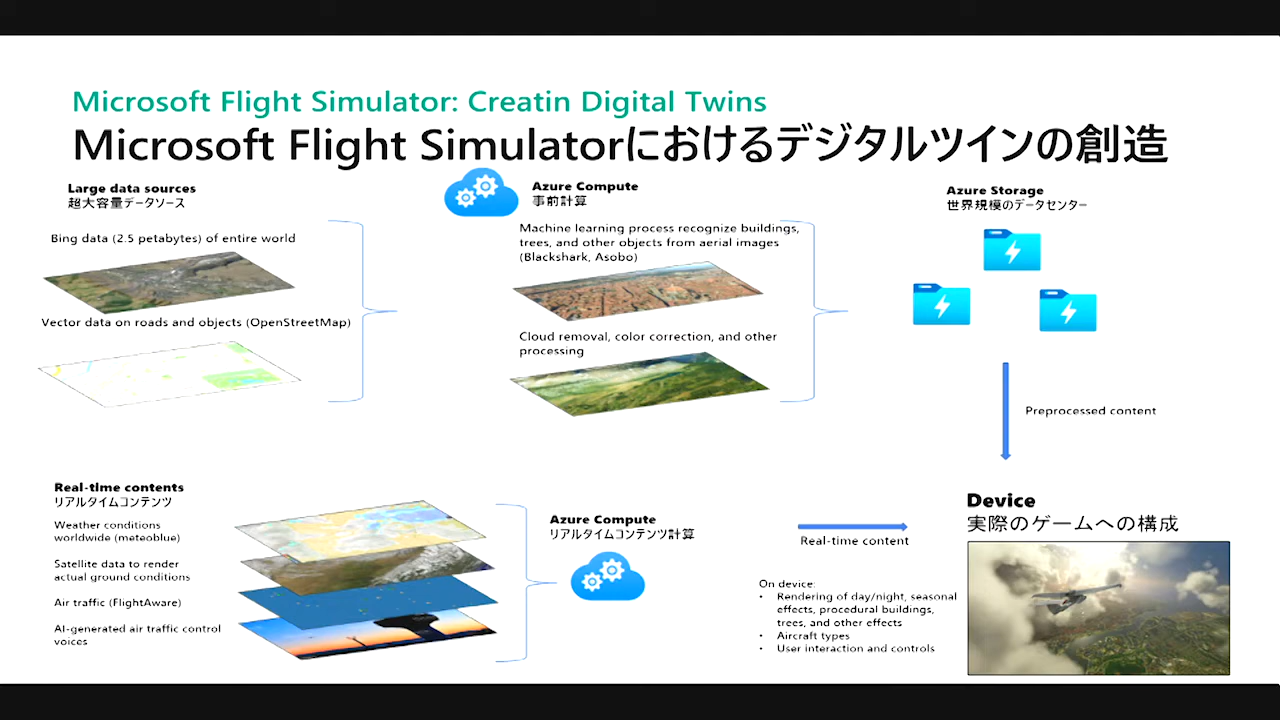 Microsoft Flight Simulator: Creatin Digital Twins
Microsoft Flight Simulatorにおけるデジタルツインの創造
Large data sources
超大容量データソース
Bing data (2.5 petabytes) of entire world
Vector data on roads and objects (OpenStreetMap)
Azure Compute
事前計算
Machine learning process recognize buildings,
trees, and other objects from aerial images
(Blackshark, Asobo)
Cloud removal, color correction, and other
processing
Azure Storage
世界規模のデータセンター
Preprocessed content
Real-time contents
リアルタイムコンテンツ
Weather conditions
worldwide (meteoblue)
Satellite data to render
actual ground conditions
Air traffic (FlightAware)
AI-generated air traffic control
voices
Azure Compute
リアルタイムコンテンツ計算
Real-time content
On device:
• Rendering of day/night, seasonal
effects, procedural buildings,
trees, and other effects
• Aircraft types
• User interaction and controls
Device
実際のゲームへの構成